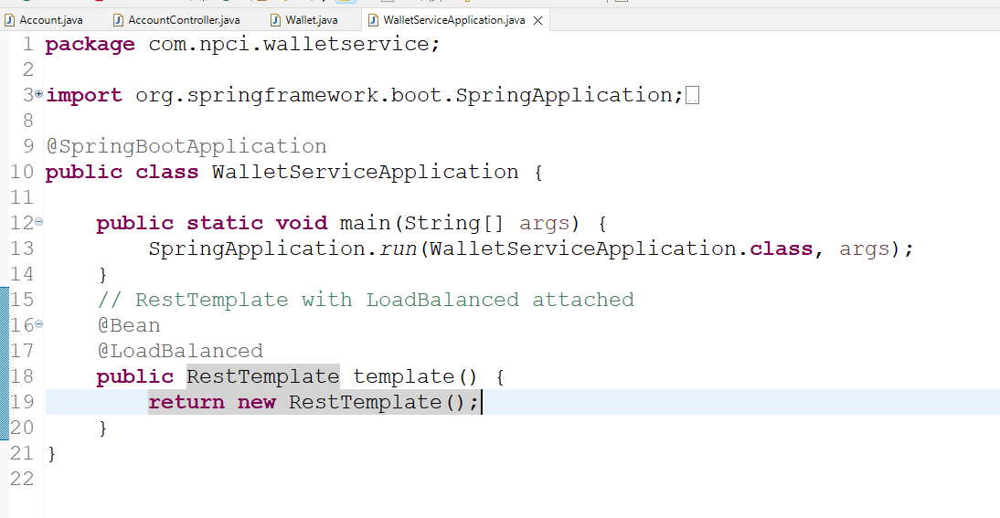 Account.java AccountController.java Wallet.java WalletServiceApplication.java
1 package com.npci.walletservice;
2
3 import org.springframework.boot.SpringApplication;
8
9 @SpringBootApplication
10 public class WalletServiceApplication {
11
12     public static void main(String[] args) {
13         SpringApplication.run(WalletServiceApplication.class, args);
14     }
15     // RestTemplate with LoadBalanced attached
16     @Bean
17     @LoadBalanced
18     public RestTemplate template() {
19         return new RestTemplate();
20     }
21 }
22